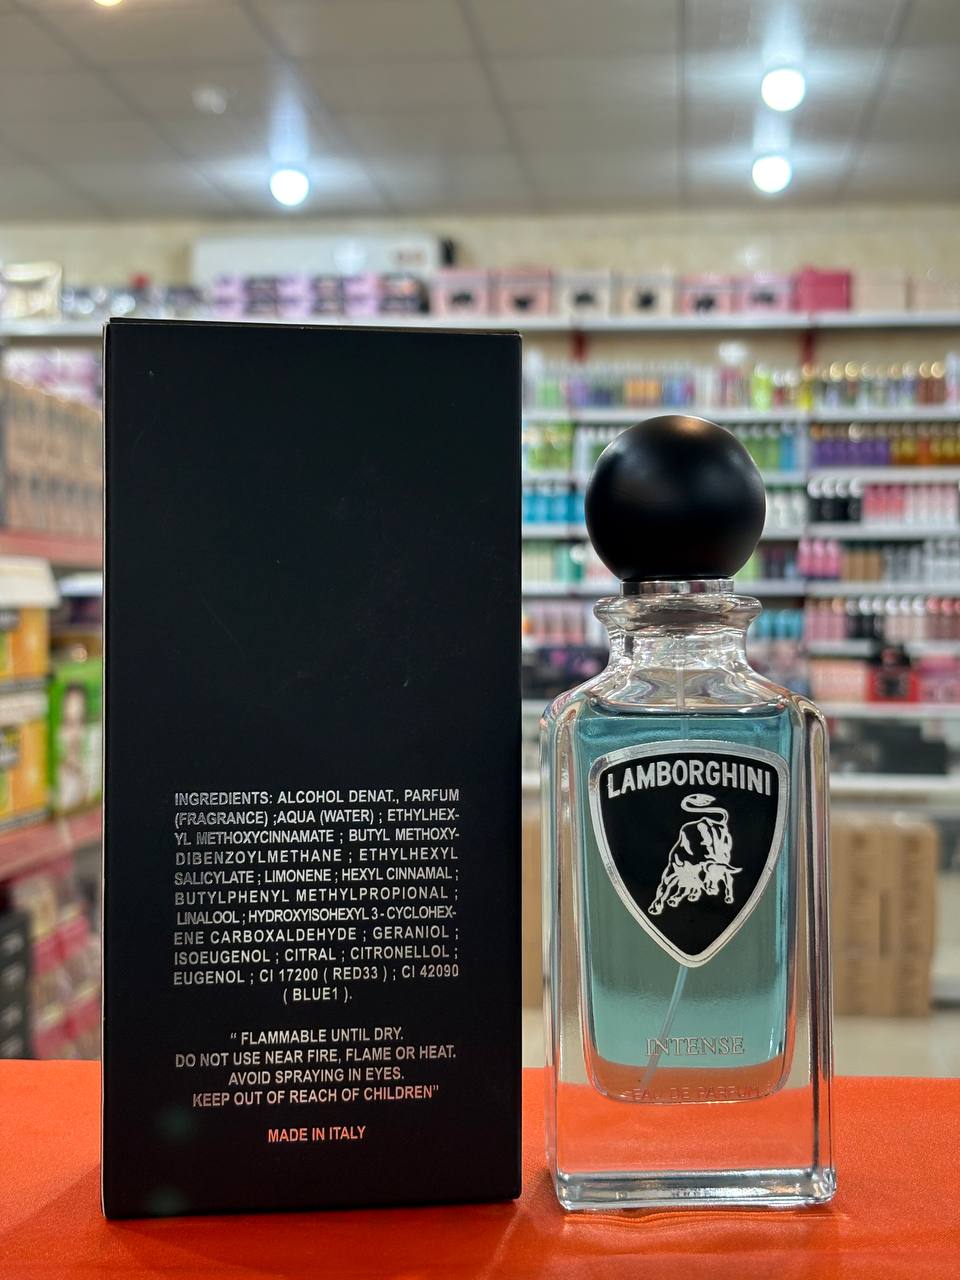 INGREDIENTS: ALCOHOL DENAT., PARFUM
(FRAGRANCE) ;AQUA (WATER) ; ETHYLHEX-
YL METHOXYCINNAMATE ; BUTYL METHOXY-
DIBENZOYLMETHANE ; ETHYLHEXYL
SALICYLATE ; LIMONENE ; HEXYL CINNAMAL ;
BUTYLPHENYL METHYLPROPIONAL ;
LINALOOL ; HYDROXYISOHEXYL 3 - CYCLOHEX-
ENE CARBOXALDEHYDE ; GERANIOL ;
ISOEUGENOL ; CITRAL ; CITRONELLOL ;
EUGENOL ; CI 17200 ( RED33 ) ; CI 42090
( BLUE1 ).
“ FLAMMABLE UNTIL DRY.
DO NOT USE NEAR FIRE, FLAME OR HEAT.
AVOID SPRAYING IN EYES.
KEEP OUT OF REACH OF CHILDREN”
MADE IN ITALY
LAMBORGHINI
INTENSE
EAU DE PARFUM